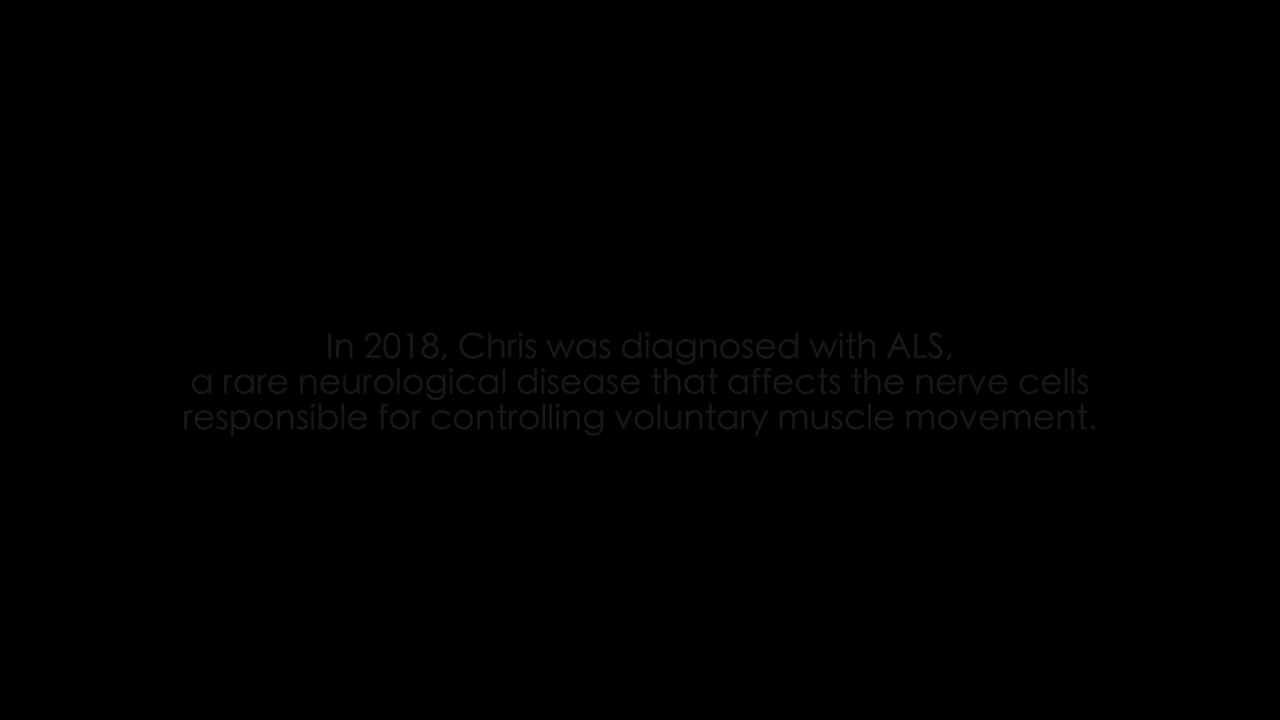 In 2018, Chris was diagnosed with ALS,
a rare neurological disease that affects the nerve cells
responsible for controlling voluntary muscle movement.